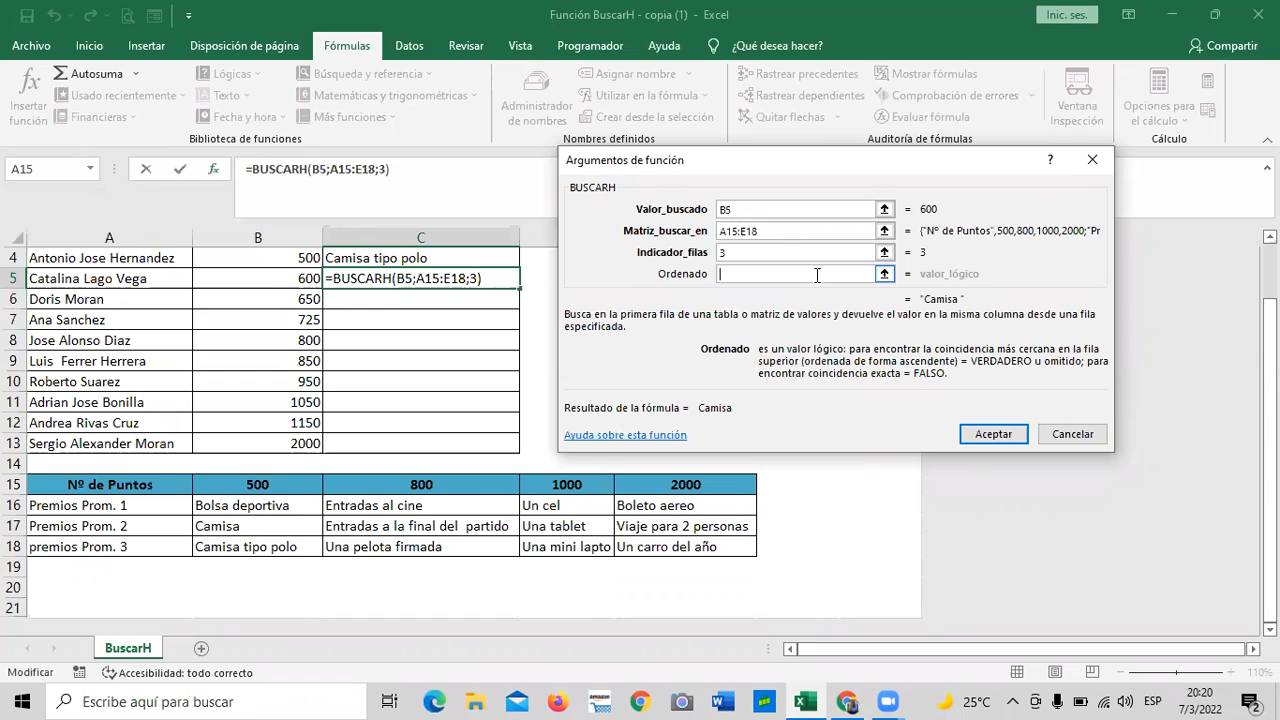 Función BuscarH - copia (1) - Excel
Inic. ses.
Archivo Inicio Insertar Disposición de página Fórmulas Datos Revisar Vista Programador Ayuda ¿Qué desea hacer? Compartir
Insertar función
Autosuma
Usado recientemente
Financieras
Lógicas
Texto
Fecha y hora
Búsqueda y referencia
Matemáticas y trigonométricas
Más funciones
Biblioteca de funciones
Administrador de nombres
Asignar nombre
Utilizar en la fórmula
Crear desde la selección
Nombres definidos
Rastrear precedentes
Rastrear dependientes
Quitar flechas
Mostrar fórmulas
Comprobación de errores
Evaluar fórmula
Auditoría de fórmulas
Ventana Inspección
Opciones para el cálculo
Cálculo
A15
fx
=BUSCARH(B5;A15:E18;3)
A B C
4 Antonio Jose Hernandez 500 Camisa tipo polo
5 Catalina Lago Vega 600 =BUSCARH(B5;A15:E18;3)
6 Doris Moran 650
7 Ana Sanchez 725
8 Jose Alonso Diaz 800
9 Luis Ferrer Herrera 850
10 Roberto Suarez 950
11 Adrian Jose Bonilla 1050
12 Andrea Rivas Cruz 1150
13 Sergio Alexander Moran 2000
14
15 Nº de Puntos 500 800 1000 2000
16 Premios Prom. 1 Bolsa deportiva Entradas al cine Un cel Boleto aereo
17 Premios Prom. 2 Camisa Entradas a la final del partido Una tablet Viaje para 2 personas
18 premios Prom. 3 Camisa tipo polo Una pelota firmada Una mini lapto Un carro del año
19
20
21
Argumentos de función ?
BUSCARH
Valor_buscado B5 = 600
Matriz_buscar_en A15:E18 = {"Nº de Puntos",500,800,1000,2000;"Pr
Indicador_filas 3 = 3
Ordenado = valor_lógico
= "Camisa "
Busca en la primera fila de una tabla o matriz de valores y devuelve el valor en la misma columna desde una fila
especificada.
Ordenado es un valor lógico: para encontrar la coincidencia más cercana en la fila
superior (ordenada de forma ascendente) = VERDADERO u omitido; para
encontrar coincidencia exacta = FALSO.
Resultado de la fórmula = Camisa
Ayuda sobre esta función
Aceptar Cancelar
BuscarH
Modificar Accesibilidad: todo correcto 110%
Escribe aquí para buscar
25°C
ESP
20:20
7/3/2022
2